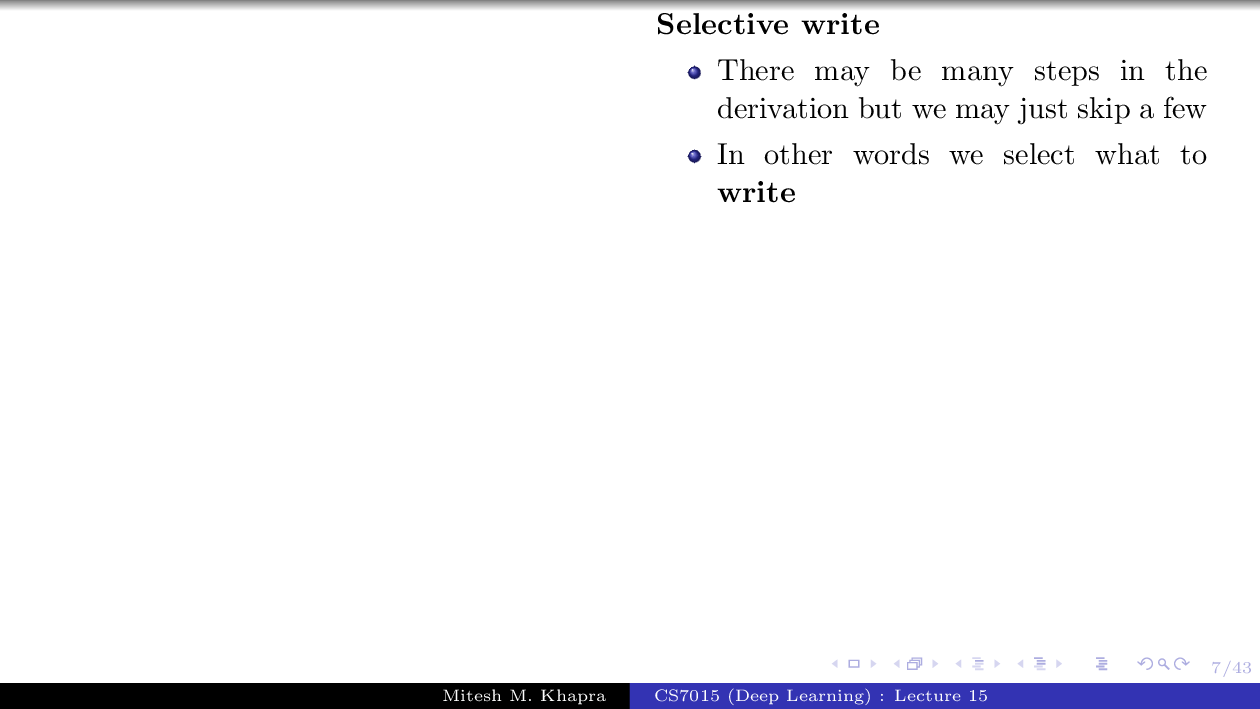 Selective write
There may be many steps in the
derivation but we may just skip a few
In other words we select what to
write
7/43
Mitesh M. Khapra
CS7015 (Deep Learning) : Lecture 15